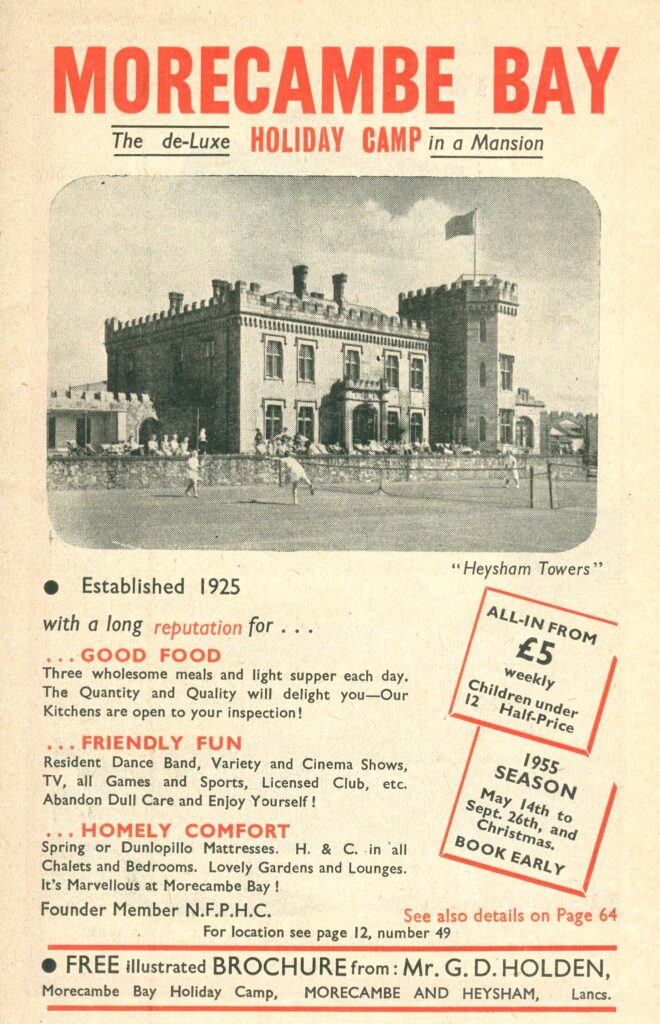 MORECAMBE BAY
The de-Luxe HOLIDAY CAMP in a Mansion
"Heysham Towers"
● Established 1925
with a long reputation for . . .
. . . GOOD FOOD
Three wholesome meals and light supper each day.
The Quantity and Quality will delight you—Our
Kitchens are open to your inspection!
. . . FRIENDLY FUN
Resident Dance Band, Variety and Cinema Shows,
TV, all Games and Sports, Licensed Club, etc.
Abandon Dull Care and Enjoy Yourself!
. . . HOMELY COMFORT
Spring or Dunlopillo Mattresses. H. & C. in all
Chalets and Bedrooms. Lovely Gardens and Lounges.
It's Marvellous at Morecambe Bay!
ALL-IN FROM
£5
weekly
Children under
12 Half-Price
1955
SEASON
May 14th to
Sept. 26th, and
Christmas.
BOOK EARLY
Founder Member N.F.P.H.C.
See also details on Page 64
For location see page 12, number 49
● FREE illustrated BROCHURE from: Mr. G. D. HOLDEN,
Morecambe Bay Holiday Camp, MORECAMBE AND HEYSHAM, Lancs.